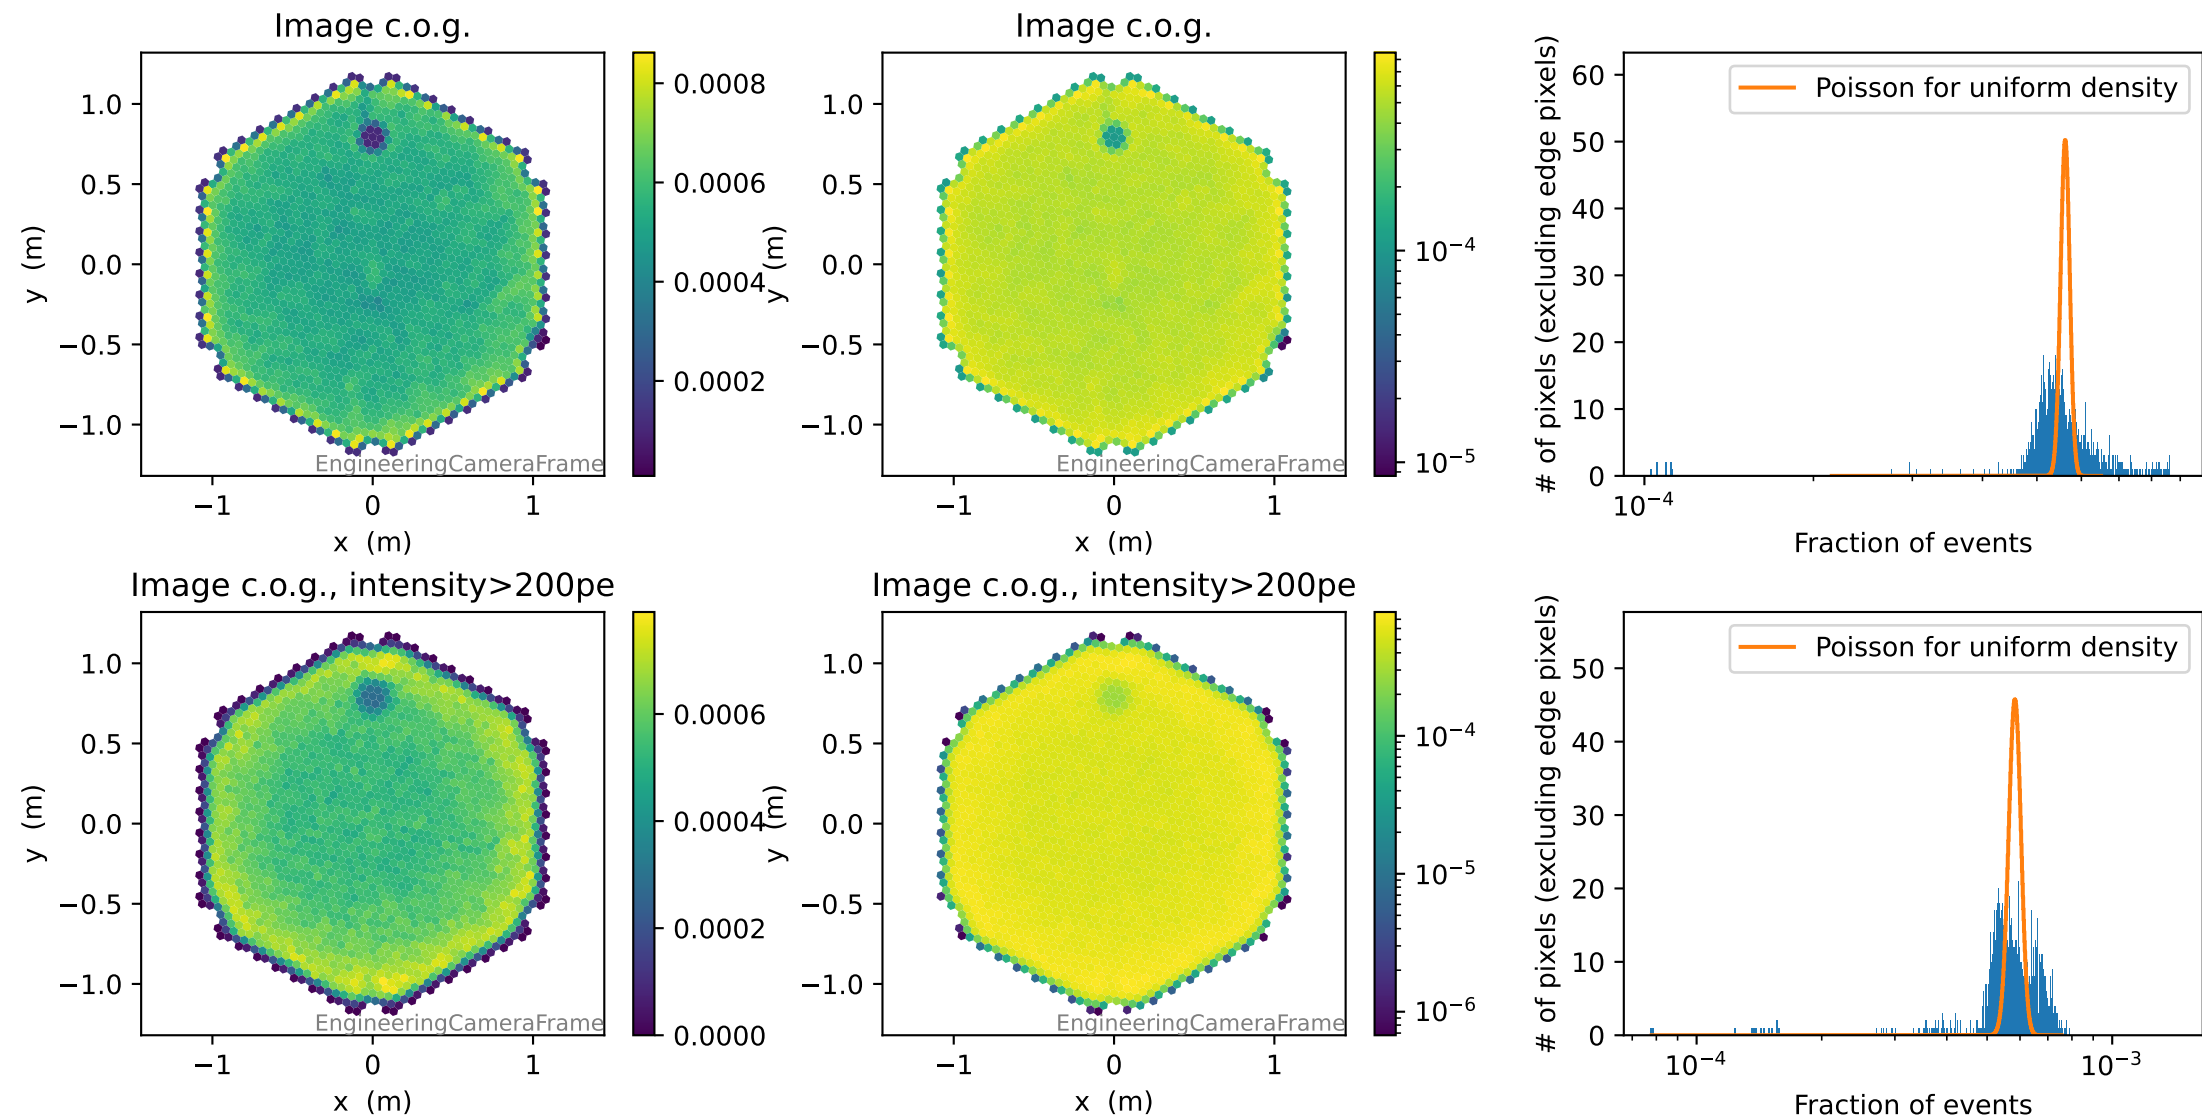 Image c.o.g.
1.0
0.5
0.0
−0.5
−1.0
y (m)
−1
0
1
x (m)
EngineeringCameraFrame
0.0008
0.0006
0.0004
0.0002
Image c.o.g.
1.0
0.5
0.0
−0.5
−1.0
y (m)
−1
0
1
x (m)
EngineeringCameraFrame
10⁻⁴
10⁻⁵
60
50
40
30
20
10
0
# of pixels (excluding edge pixels)
Poisson for uniform density
10⁻⁴
Fraction of events
Image c.o.g., intensity>200pe
1.0
0.5
0.0
−0.5
−1.0
y (m)
−1
0
1
x (m)
EngineeringCameraFrame
0.0006
0.0004
0.0002
0.0000
Image c.o.g., intensity>200pe
1.0
0.5
0.0
−0.5
−1.0
y (m)
−1
0
1
x (m)
EngineeringCameraFrame
10⁻⁴
10⁻⁵
10⁻⁶
50
40
30
20
10
0
# of pixels (excluding edge pixels)
Poisson for uniform density
10⁻⁴
10⁻³
Fraction of events